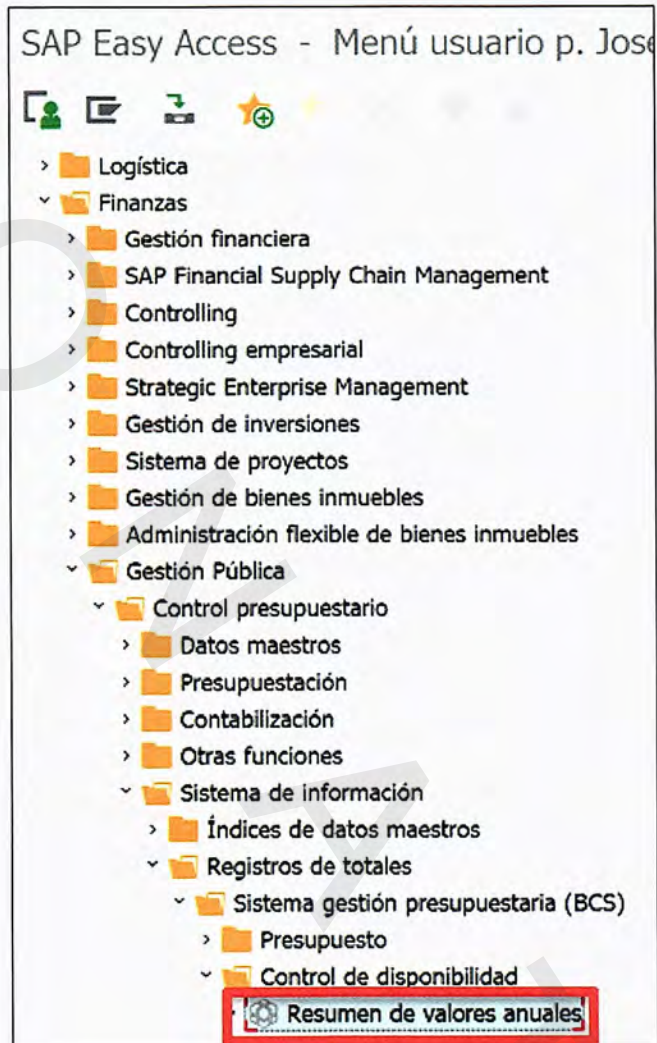 SAP Easy Access - Menú usuario p. Jose
Logística
Finanzas
Gestión financiera
SAP Financial Supply Chain Management
Controlling
Controlling empresarial
Strategic Enterprise Management
Gestión de inversiones
Sistema de proyectos
Gestión de bienes inmuebles
Administración flexible de bienes inmuebles
Gestión Pública
Control presupuestario
Datos maestros
Presupuestación
Contabilización
Otras funciones
Sistema de información
Índices de datos maestros
Registros de totales
Sistema gestión presupuestaria (BCS)
Presupuesto
Control de disponibilidad
Resumen de valores anuales